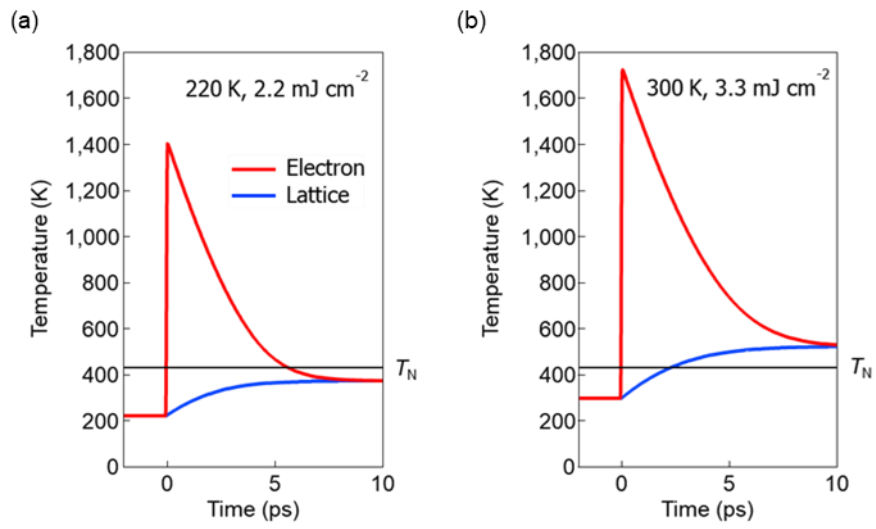 (a)
1,800
1,600
1,400
1,200
1,000
800
600
400
200
0
Temperature (K)
220 K, 2.2 mJ cm⁻²
Electron
Lattice
T_N
0
5
10
Time (ps)
(b)
1,800
1,600
1,400
1,200
1,000
800
600
400
200
0
Temperature (K)
300 K, 3.3 mJ cm⁻²
T_N
0
5
10
Time (ps)